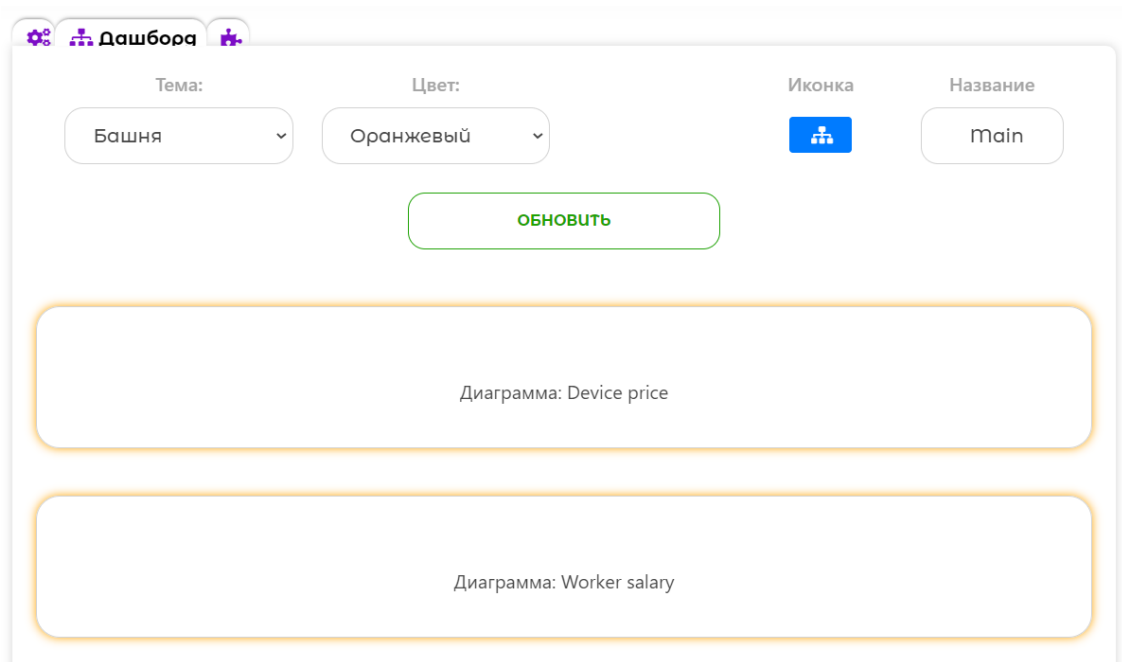 Дашборд
Тема: Цвет: Иконка Название
Башня Оранжевый Main
ОБНОВИТЬ
Диаграмма: Device price
Диаграмма: Worker salary